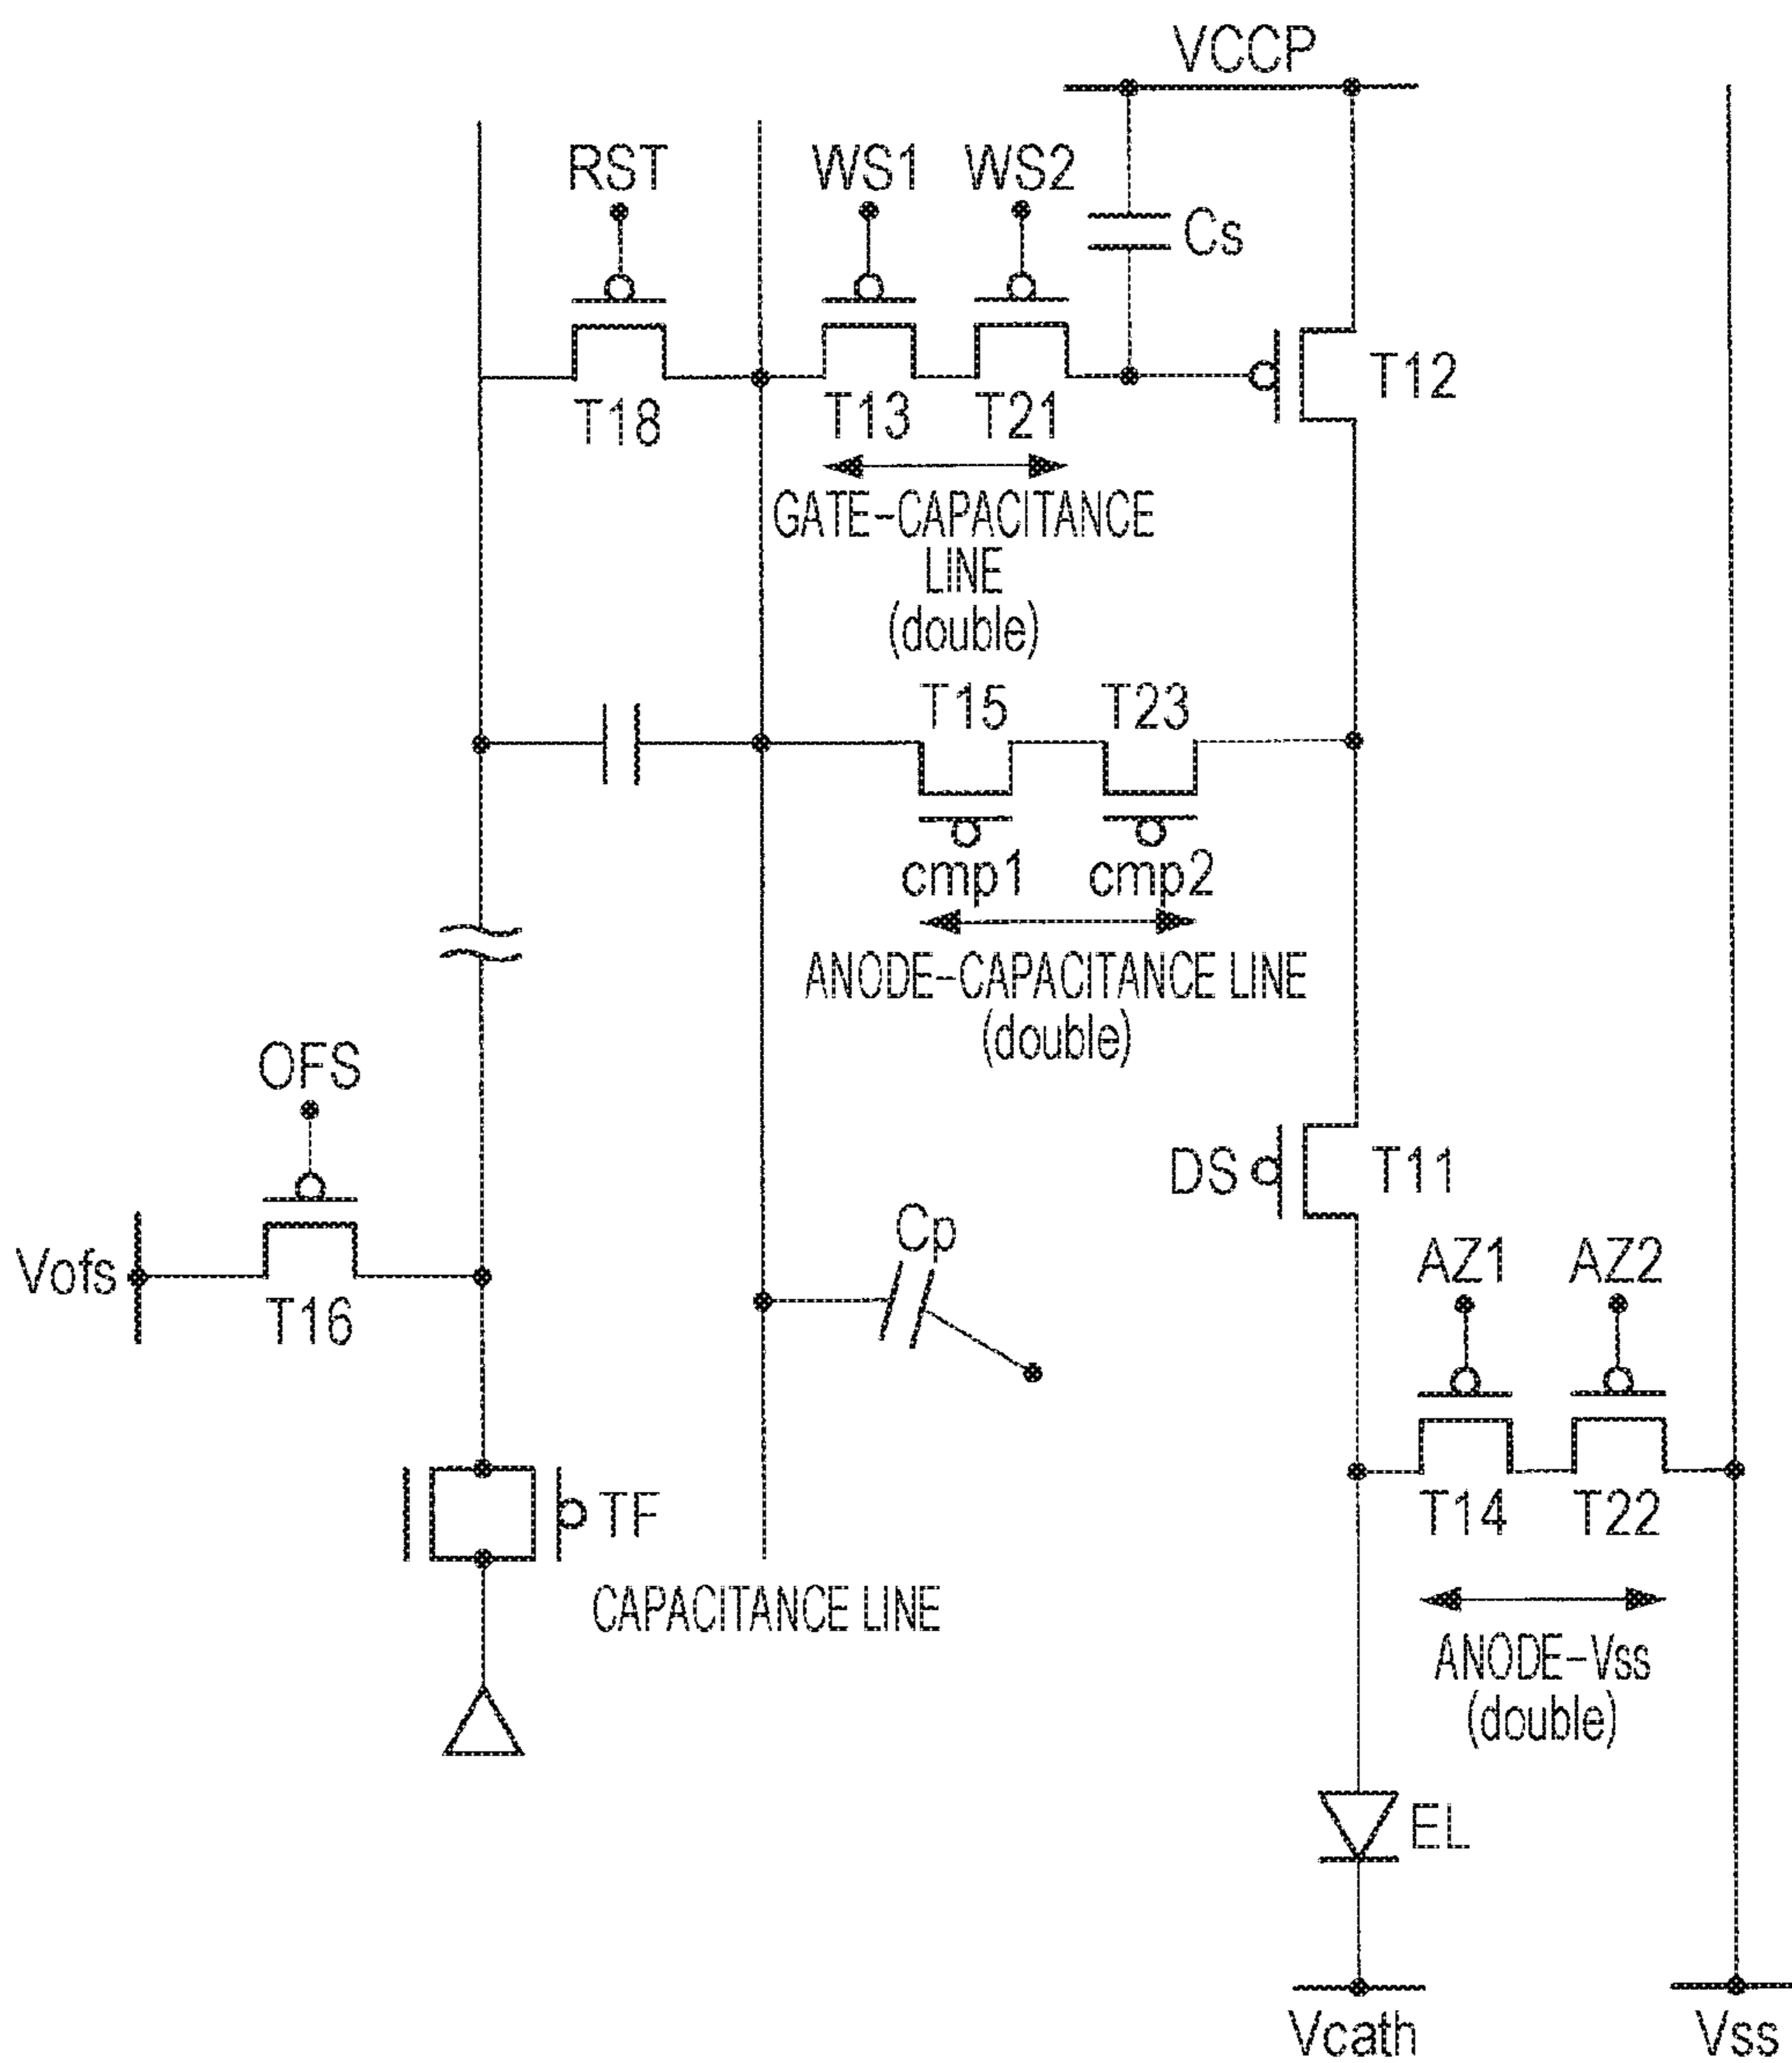 VCCP
RST
WS1
WS2
Cs
T12
T18
T13
T21
GATE-CAPACITANCE
LINE
(double)
T15
T23
cmp1
cmp2
ANODE-CAPACITANCE LINE
(double)
OFS
DS
T11
Cp
Vofs
T16
AZ1
AZ2
TF
T14
T22
CAPACITANCE LINE
ANODE-Vss
(double)
EL
Vcath
Vss